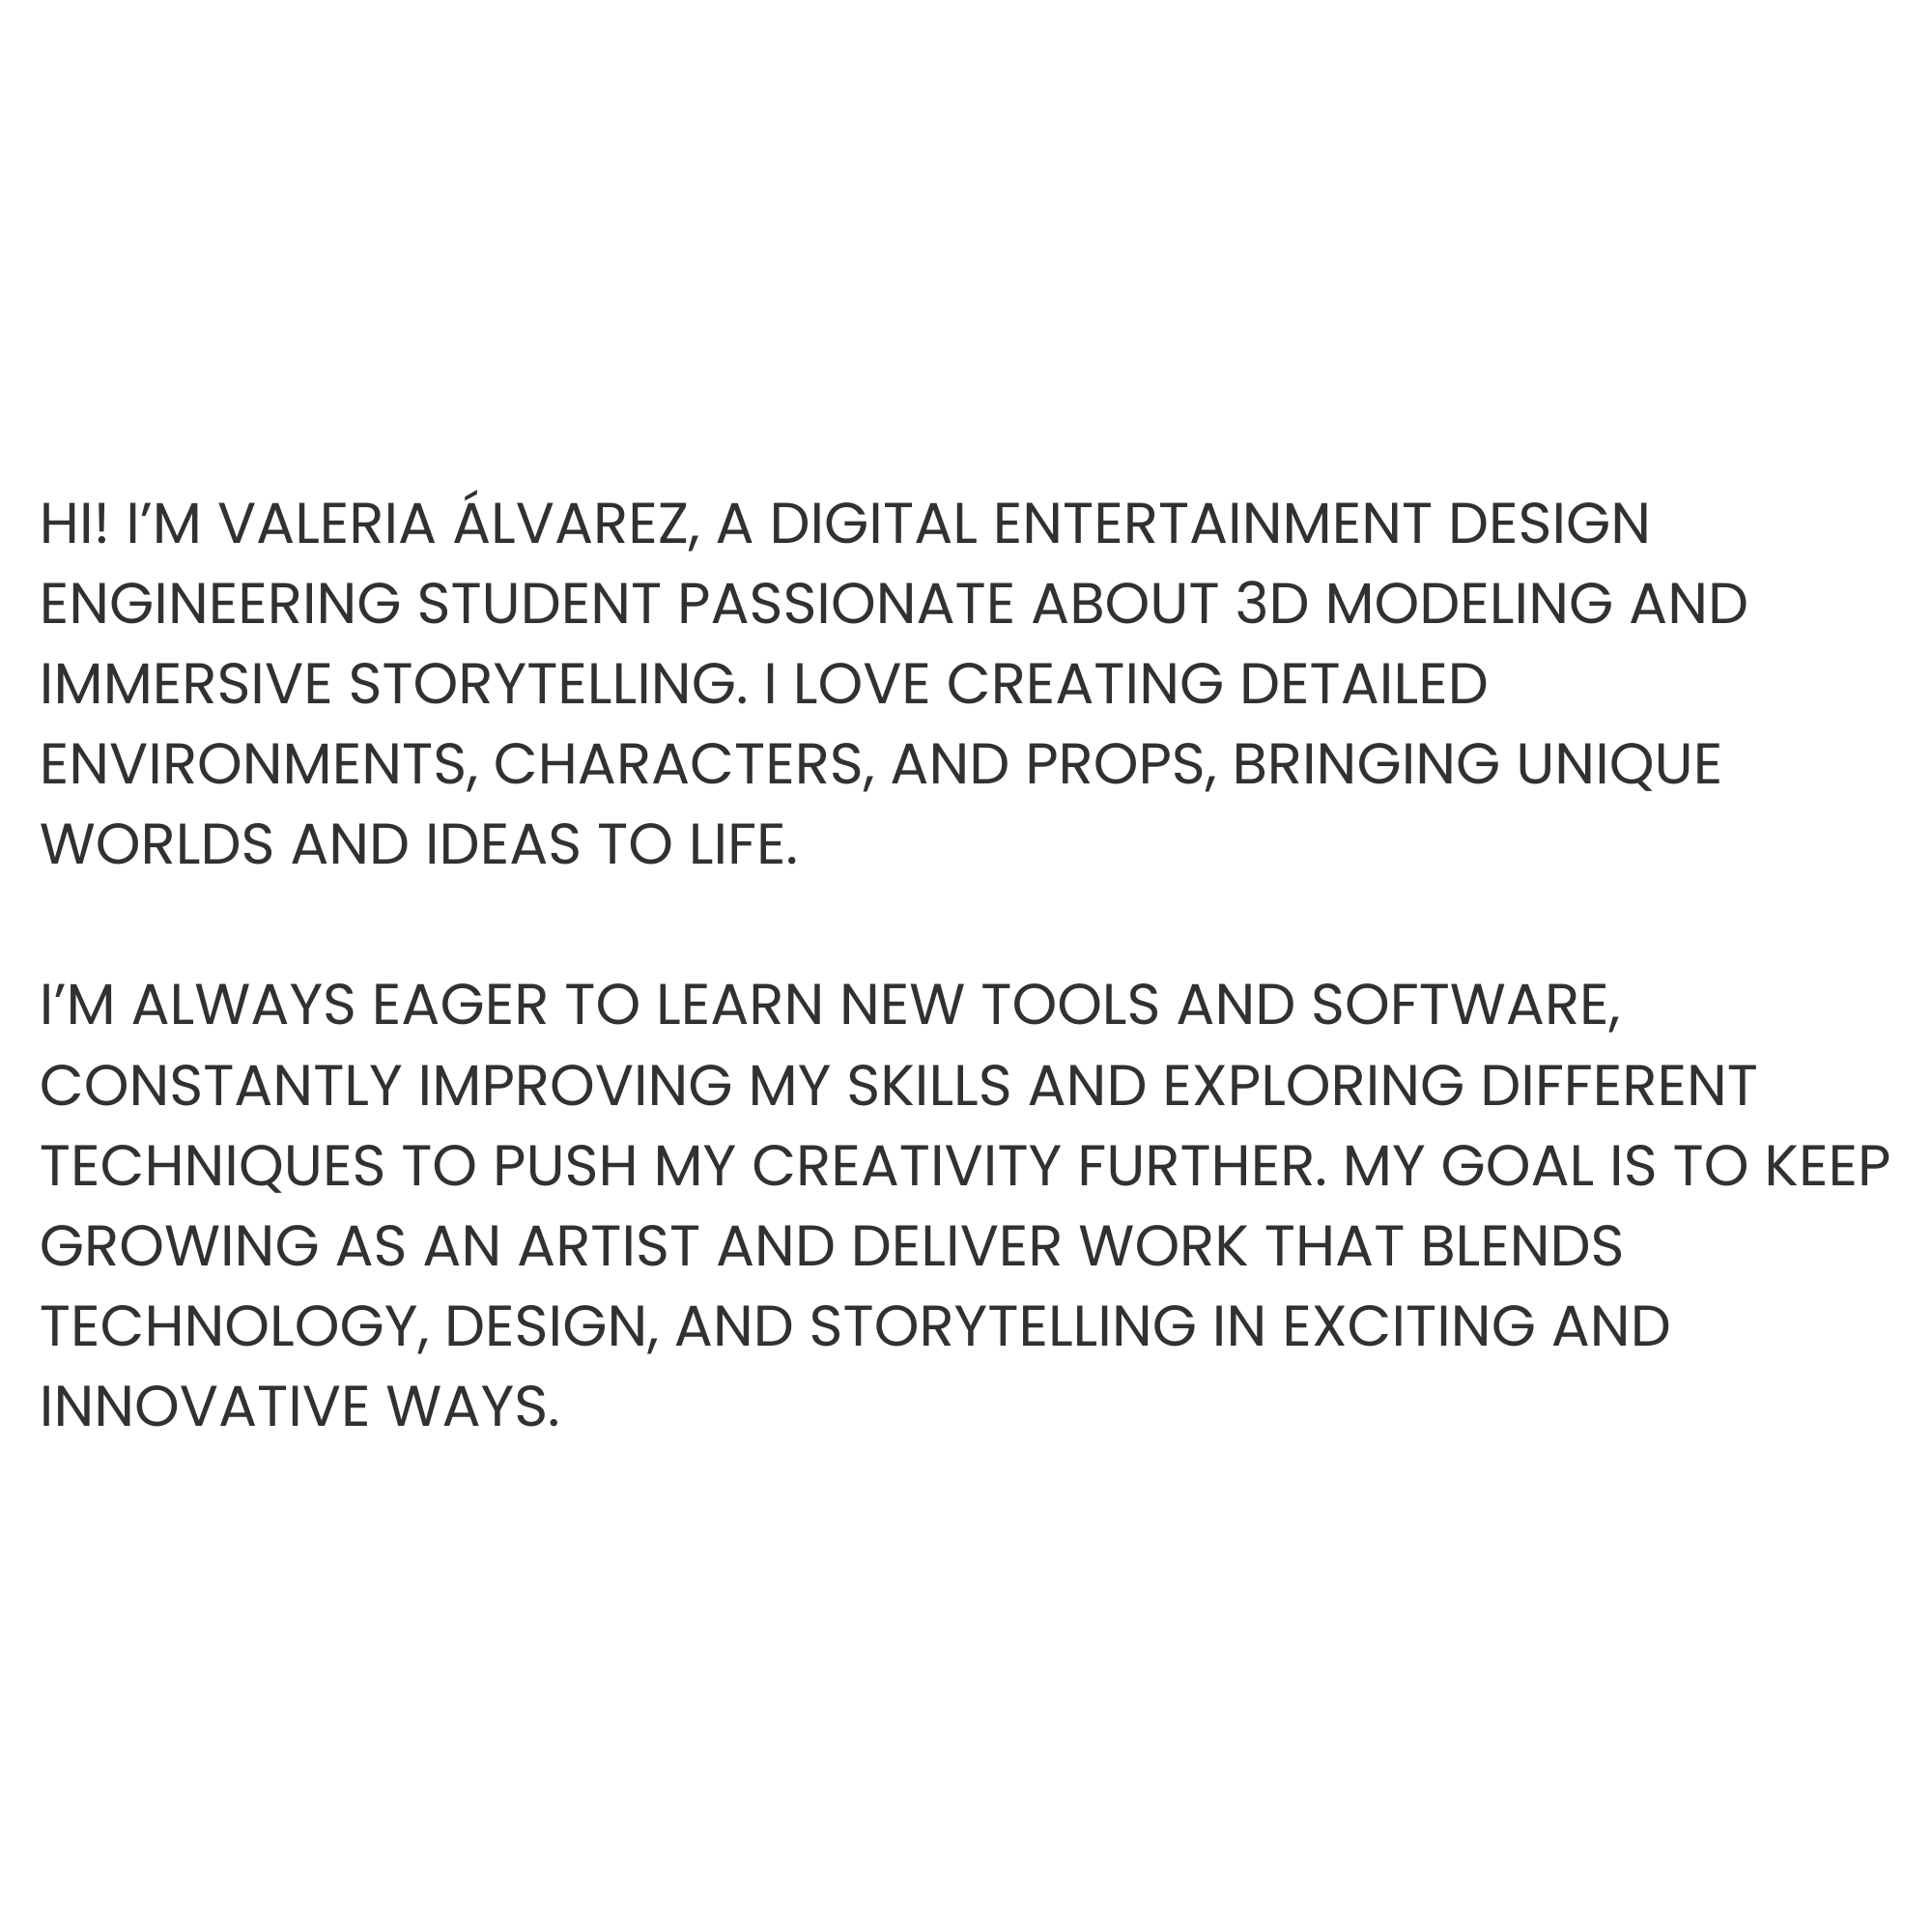 HI! I’M VALERIA ÁLVAREZ, A DIGITAL ENTERTAINMENT DESIGN
ENGINEERING STUDENT PASSIONATE ABOUT 3D MODELING AND
IMMERSIVE STORYTELLING. I LOVE CREATING DETAILED
ENVIRONMENTS, CHARACTERS, AND PROPS, BRINGING UNIQUE
WORLDS AND IDEAS TO LIFE.
I’M ALWAYS EAGER TO LEARN NEW TOOLS AND SOFTWARE,
CONSTANTLY IMPROVING MY SKILLS AND EXPLORING DIFFERENT
TECHNIQUES TO PUSH MY CREATIVITY FURTHER. MY GOAL IS TO KEEP
GROWING AS AN ARTIST AND DELIVER WORK THAT BLENDS
TECHNOLOGY, DESIGN, AND STORYTELLING IN EXCITING AND
INNOVATIVE WAYS.